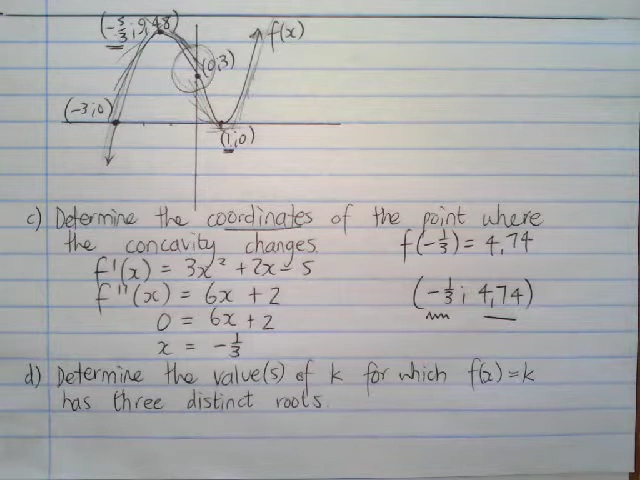 (-5/3 ; 9,48)
f(x)
(0;3)
(-3;0)
(1;0)
c) Determine the coordinates of the point where
the concavity changes
f(-1/3) = 4,74
f'(x) = 3x² + 2x - 5
f''(x) = 6x + 2
(-1/3 ; 4,74)
0 = 6x + 2
x = -1/3
d) Determine the value(s) of k for which f(x) = k
has three distinct roots.